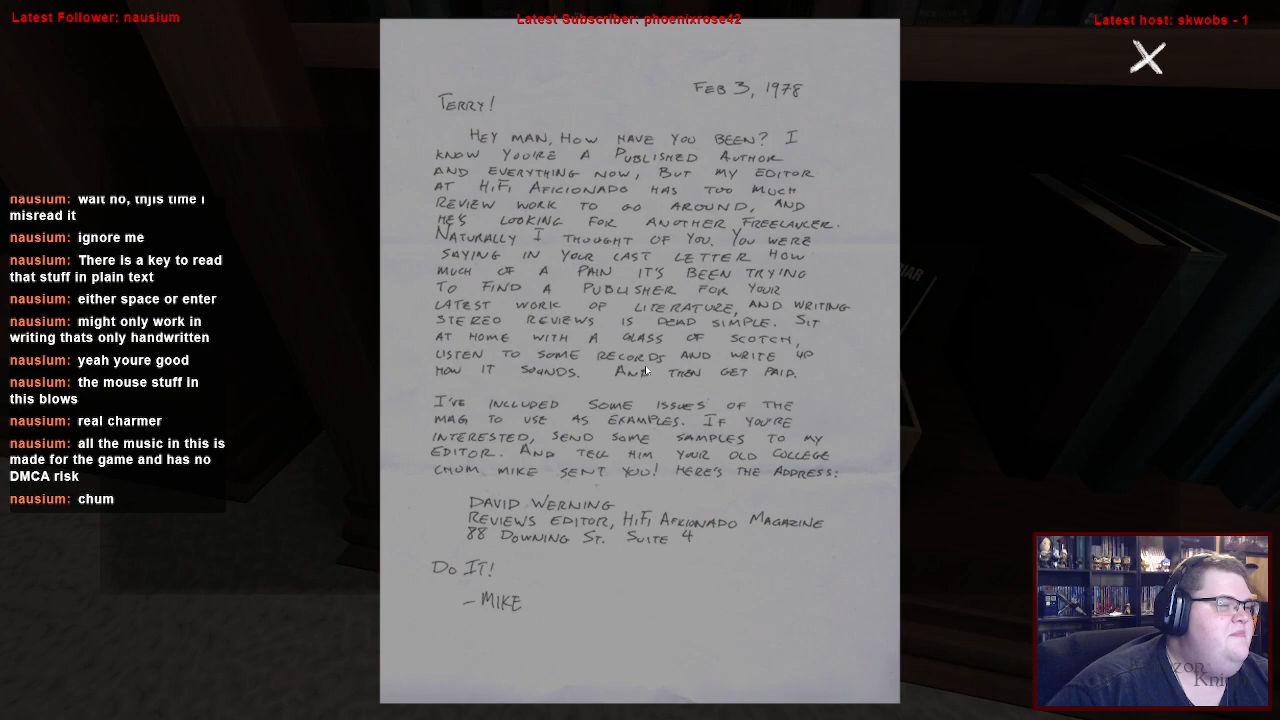 Latest Follower: nausium
Latest Subscriber: phoenixrose42
Latest host: skwobs - 1
FEB 3, 1978
TERRY!
HEY MAN, HOW HAVE YOU BEEN? I
KNOW YOU'RE A PUBLISHED AUTHOR
AND EVERYTHING NOW, BUT MY EDITOR
AT HIFI AFICIONADO HAS TOO MUCH
REVIEW WORK TO GO AROUND, AND
HE'S LOOKING FOR ANOTHER FREELANCER.
NATURALLY I THOUGHT OF YOU. YOU WERE
SAYING IN YOUR LAST LETTER HOW
MUCH OF A PAIN IT'S BEEN TRYING
TO FIND A PUBLISHER FOR YOUR
LATEST WORK OF LITERATURE, AND WRITING
STEREO REVIEWS IS DEAD SIMPLE. SIT
AT HOME WITH A GLASS OF SCOTCH,
LISTEN TO SOME RECORDS AND WRITE UP
HOW IT SOUNDS. AND THEN GET PAID.
I'VE INCLUDED SOME ISSUES OF THE
MAG TO USE AS EXAMPLES. IF YOU'RE
INTERESTED, SEND SOME SAMPLES TO MY
EDITOR. AND TELL HIM YOUR OLD COLLEGE
CHUM MIKE SENT YOU! HERE'S THE ADDRESS:
DAVID WERNING
REVIEWS EDITOR, HIFI AFICIONADO MAGAZINE
88 DOWNING ST. SUITE 4
DO IT!
– MIKE
nausium: wait no, thjis time i
misread it
nausium: ignore me
nausium: There is a key to read
that stuff in plain text
nausium: either space or enter
nausium: might only work in
writing thats only handwritten
nausium: yeah youre good
nausium: the mouse stuff in
this blows
nausium: real charmer
nausium: all the music in this is
made for the game and has no
DMCA risk
nausium: chum